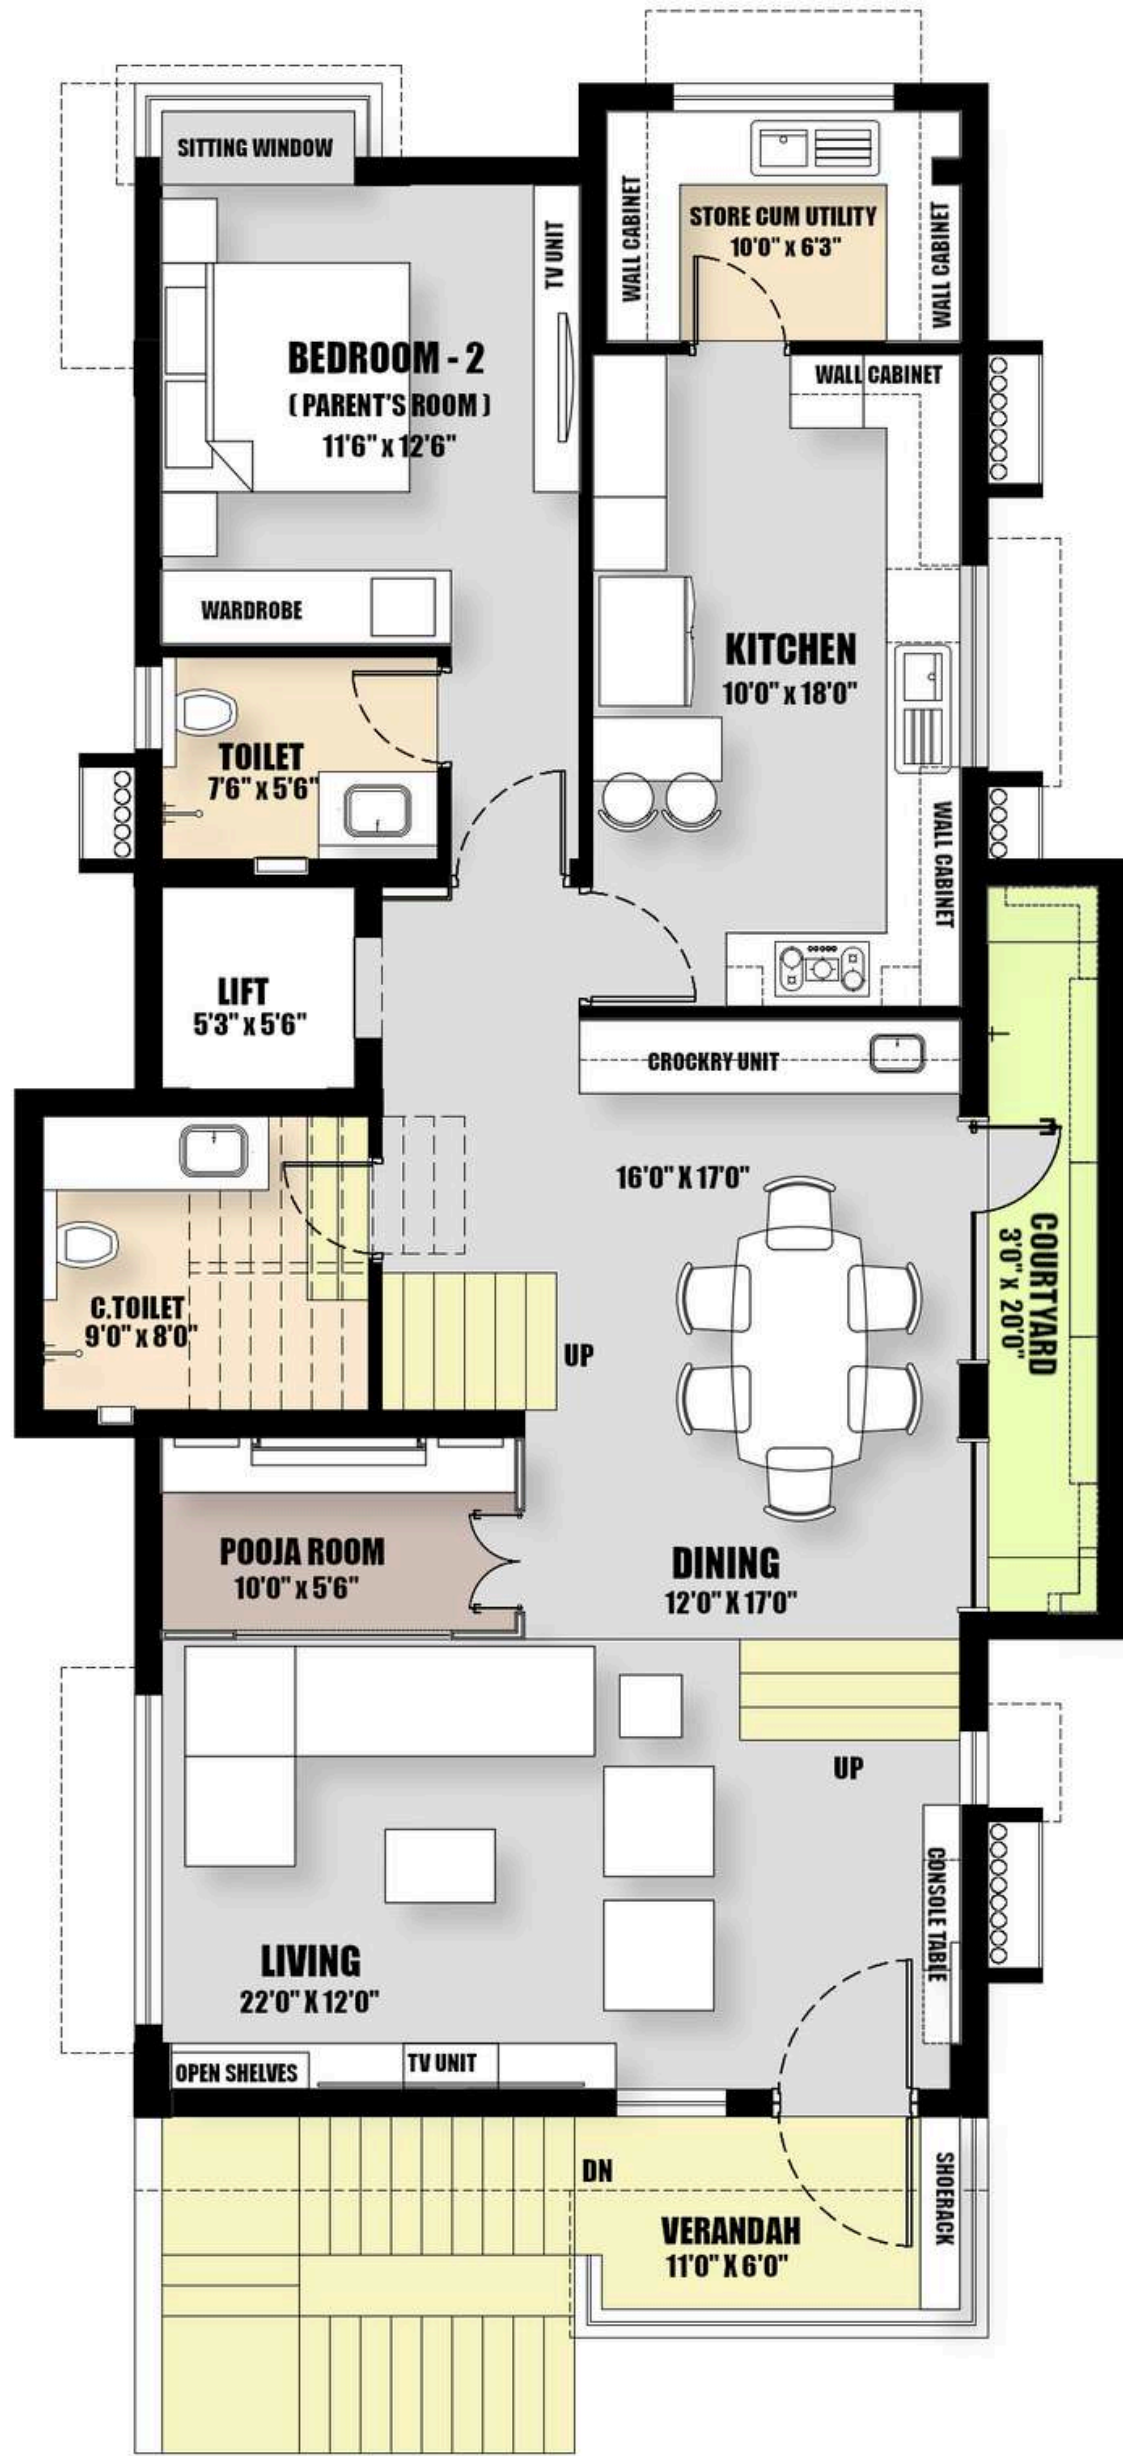 SITTING WINDOW
WALL CABINET
STORE CUM UTILITY
10'0" x 6'3"
WALL CABINET
TV UNIT
BEDROOM - 2
( PARENT'S ROOM )
11'6" x 12'6"
WALL CABINET
WARDROBE
KITCHEN
10'0" x 18'0"
TOILET
7'6" x 5'6"
WALL CABINET
LIFT
5'3" x 5'6"
CROCKRY UNIT
16'0" X 17'0"
COURTYARD
3'0" x 20'0"
C.TOILET
9'0" x 8'0"
UP
POOJA ROOM
10'0" x 5'6"
DINING
12'0" X 17'0"
UP
CONSOLE TABLE
LIVING
22'0" X 12'0"
OPEN SHELVES
TV UNIT
DN
SHOERACK
VERANDAH
11'0" X 6'0"